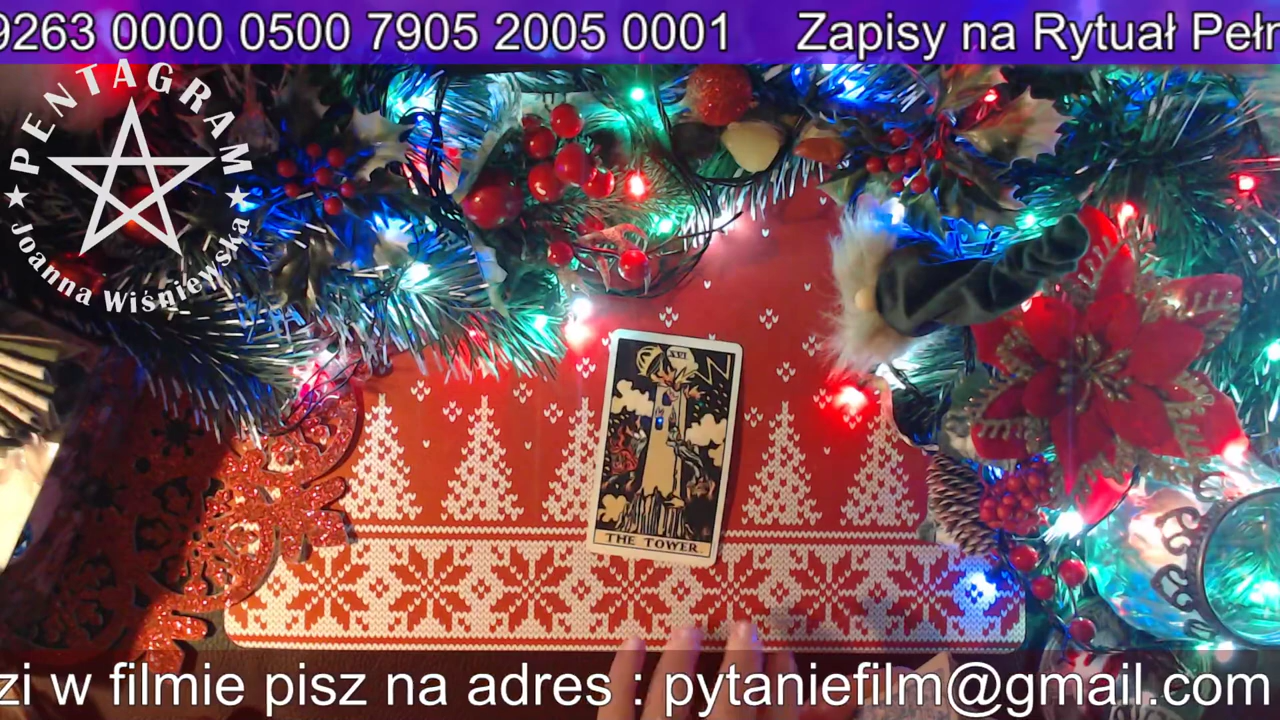 9263 0000 0500 7905 2005 0001 Zapisy na Rytuał Pełn
PENTAGRAM
Joanna Wiśniewska
XVI
THE TOWER.
zi w filmie pisz na adres : pytaniefilm@gmail.com